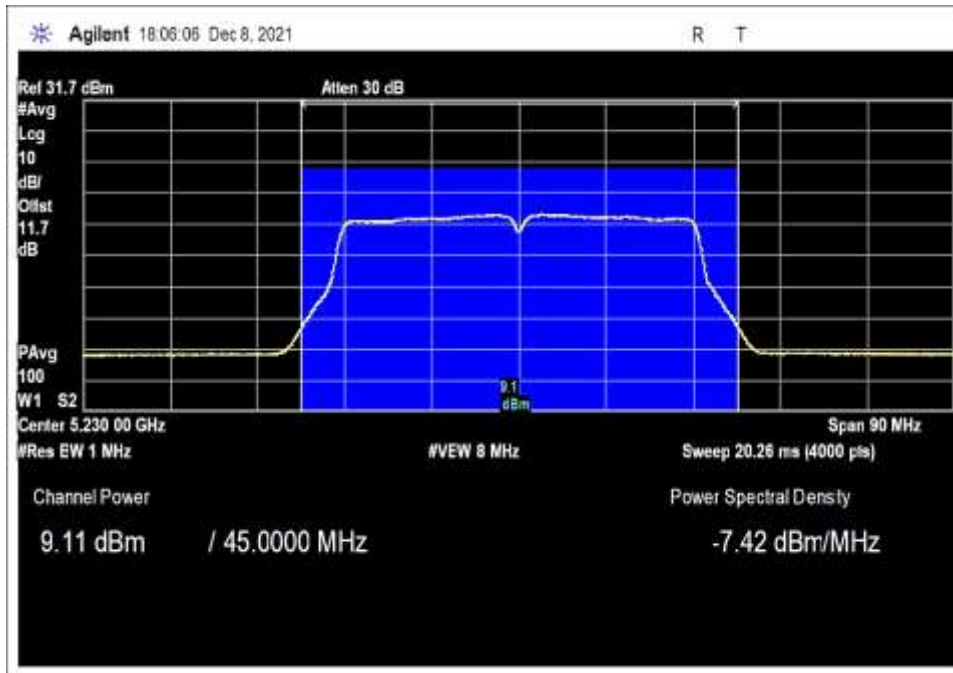 Agilent 18:06:06 Dec 8, 2021 R T
Ref 31.7 dBm Atten 30 dB
#Avg
Log
10
dB/
Offst
11.7
dB
PAvg
100
W1 S2
9.1
dBm
Center 5.230 00 GHz Span 90 MHz
#Res BW 1 MHz #VBW 8 MHz Sweep 20.26 ms (4000 pts)
Channel Power Power Spectral Density
9.11 dBm / 45.0000 MHz -7.42 dBm/MHz